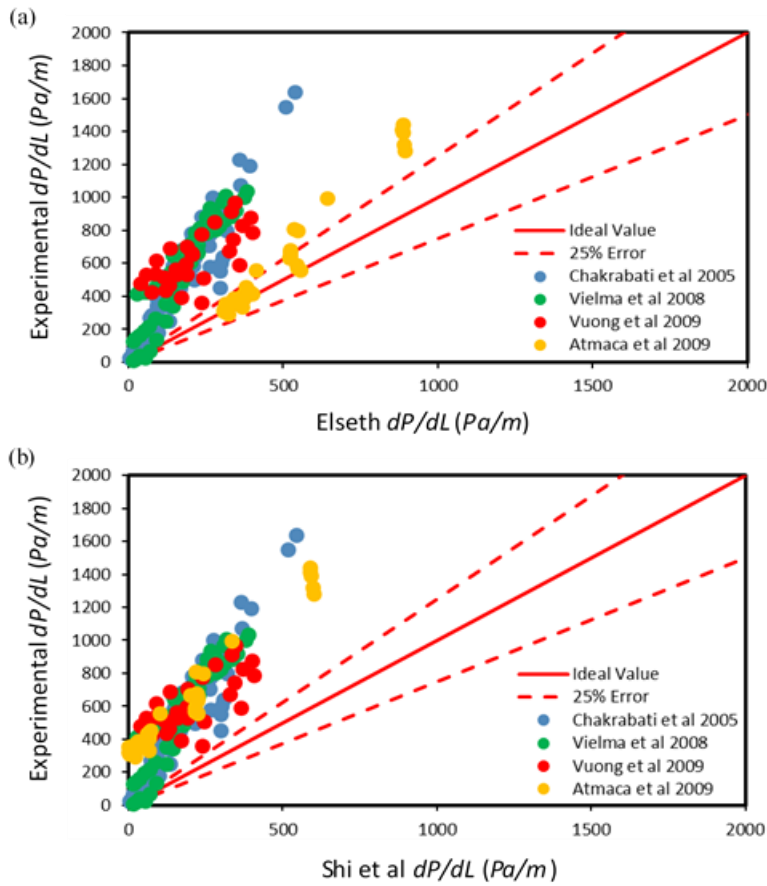 (a)
Experimental dP/dL (Pa/m)
2000
1800
1600
1400
1200
1000
800
600
400
200
0
Ideal Value
25% Error
Chakrabati et al 2005
Vielma et al 2008
Vuong et al 2009
Atmaca et al 2009
0 500 1000 1500 2000
Elseth dP/dL (Pa/m)
(b)
Experimental dP/dL (Pa/m)
2000
1800
1600
1400
1200
1000
800
600
400
200
0
Ideal Value
25% Error
Chakrabati et al 2005
Vielma et al 2008
Vuong et al 2009
Atmaca et al 2009
0 500 1000 1500 2000
Shi et al dP/dL (Pa/m)